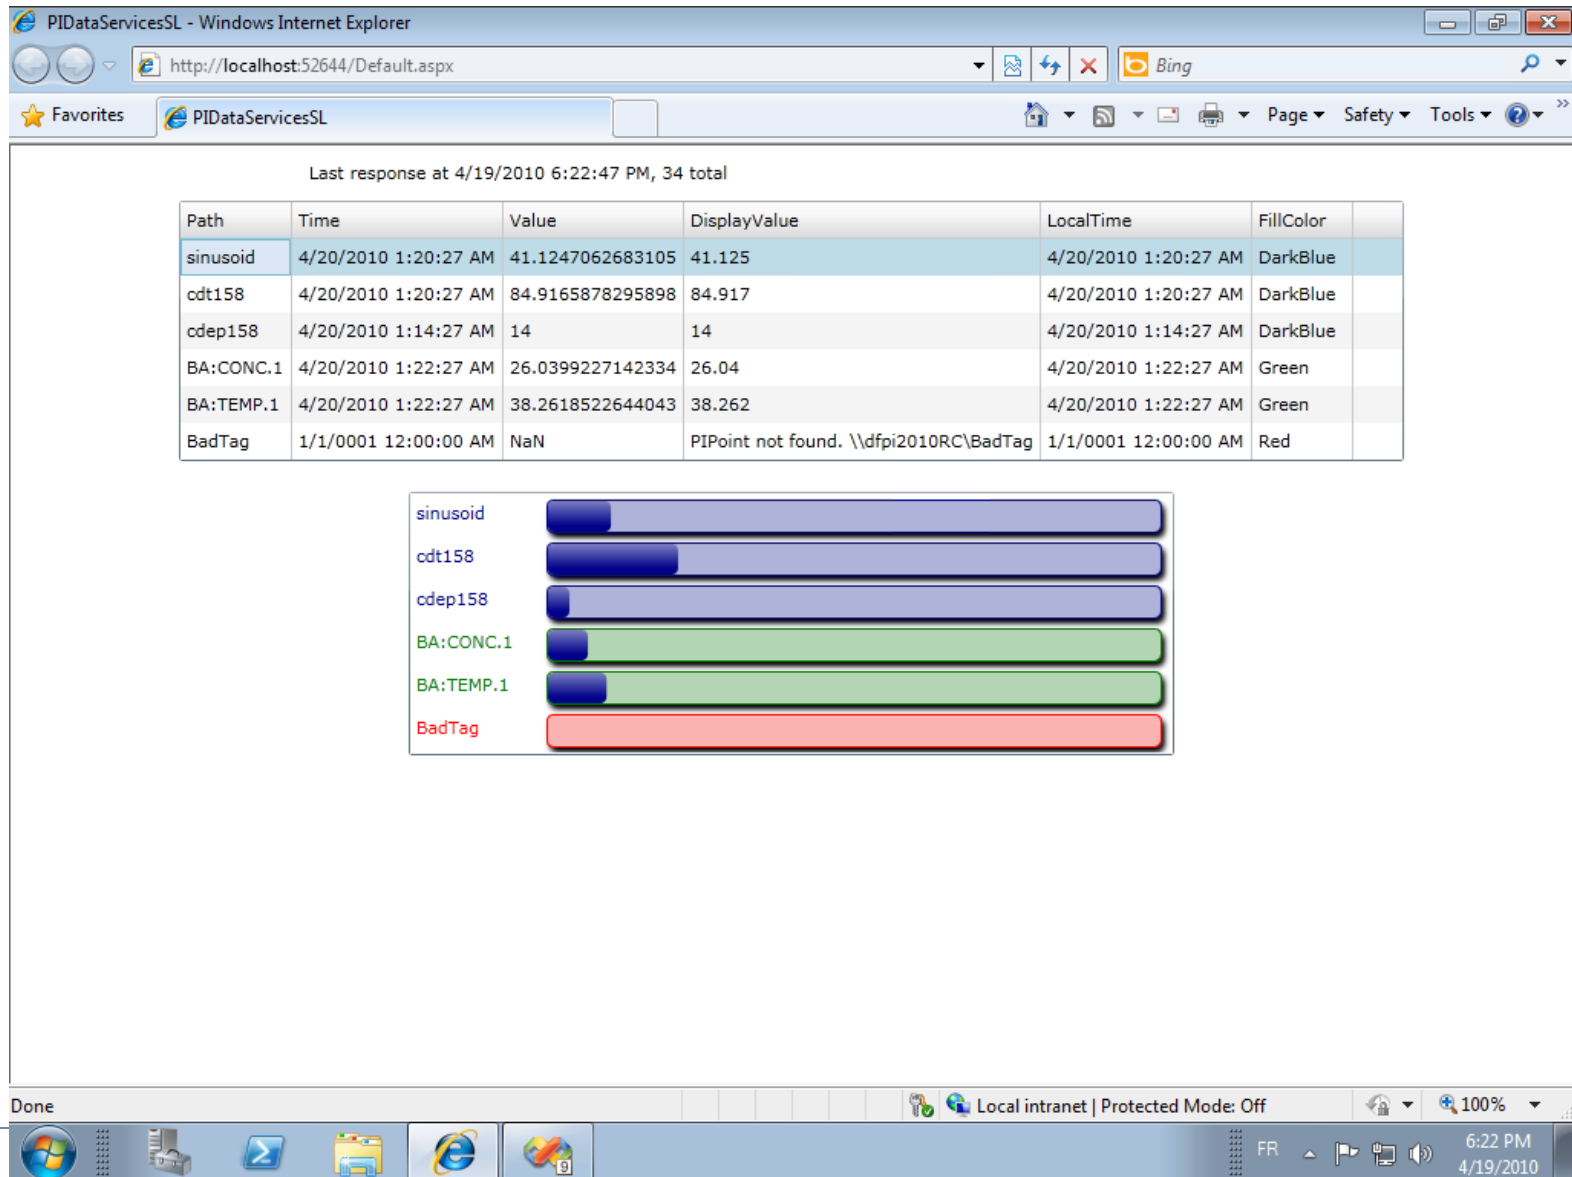 PIDataServicesSL - Windows Internet Explorer
http://localhost:52644/Default.aspx
Bing
Favorites PIDataServicesSL Page Safety Tools
Last response at 4/19/2010 6:22:47 PM, 34 total
Path Time Value DisplayValue LocalTime FillColor
sinusoid 4/20/2010 1:20:27 AM 41.1247062683105 41.125 4/20/2010 1:20:27 AM DarkBlue
cdt158 4/20/2010 1:20:27 AM 84.9165878295898 84.917 4/20/2010 1:20:27 AM DarkBlue
cdep158 4/20/2010 1:14:27 AM 14 14 4/20/2010 1:14:27 AM DarkBlue
BA:CONC.1 4/20/2010 1:22:27 AM 26.0399227142334 26.04 4/20/2010 1:22:27 AM Green
BA:TEMP.1 4/20/2010 1:22:27 AM 38.2618522644043 38.262 4/20/2010 1:22:27 AM Green
BadTag 1/1/0001 12:00:00 AM NaN PIPoint not found. \\dfpi2010RC\BadTag 1/1/0001 12:00:00 AM Red
sinusoid
cdt158
cdep158
BA:CONC.1
BA:TEMP.1
BadTag
Done Local intranet | Protected Mode: Off 100%
9 FR 6:22 PM
4/19/2010